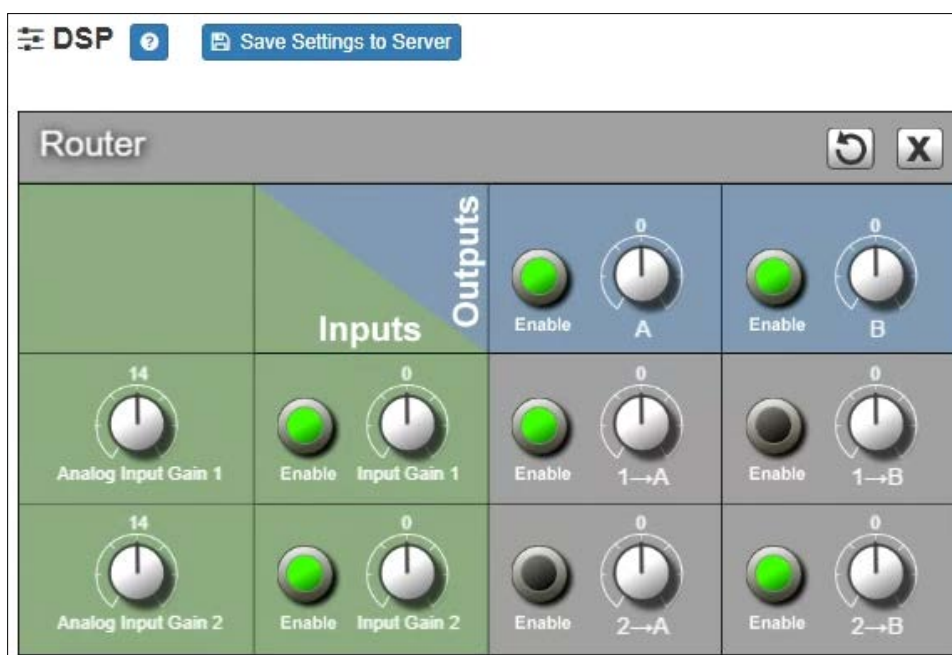 DSP ? Save Settings to Server
Router X
Outputs
Inputs
0
Enable A
0
Enable B
14
Analog Input Gain 1
0
Enable Input Gain 1
0
Enable 1→A
0
Enable 1→B
14
Analog Input Gain 2
0
Enable Input Gain 2
0
Enable 2→A
0
Enable 2→B